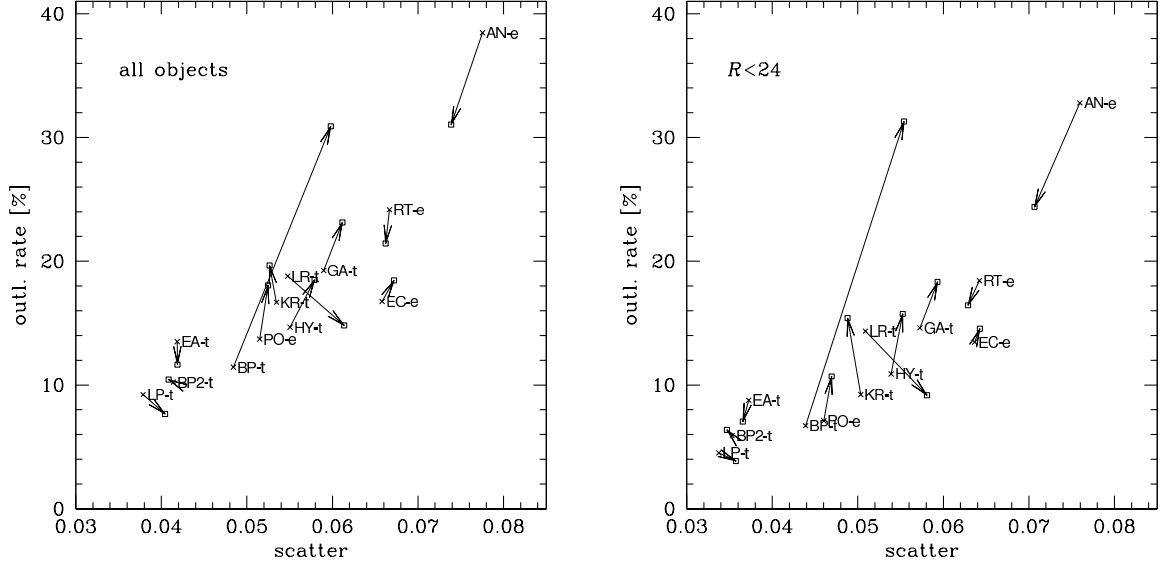 40
30
20
10
0
outl. rate [%]
all objects
AN-e
RT-e
GA-t
LR-t
EC-e
KR-t
HY-t
PO-e
EA-t
BP-t
BP2-t
LP-t
0.03 0.04 0.05 0.06 0.07 0.08
scatter
40
30
20
10
0
outl. rate [%]
R<24
AN-e
RT-e
GA-t
LR-t
EC-e
HY-t
KR-t
EA-t
PO-e
BP-t
BP2-t
LP-t
0.03 0.04 0.05 0.06 0.07 0.08
scatter